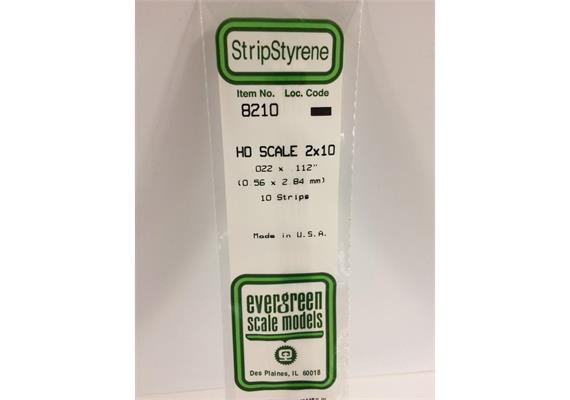 StripStyrene
Item No. Loc. Code
8210
HO SCALE 2x10
.022 x .112"
(0.56 x 2.84 mm)
10 Strips
Made in U.S.A.
evergreen
scale models
Des Plaines, IL 60018